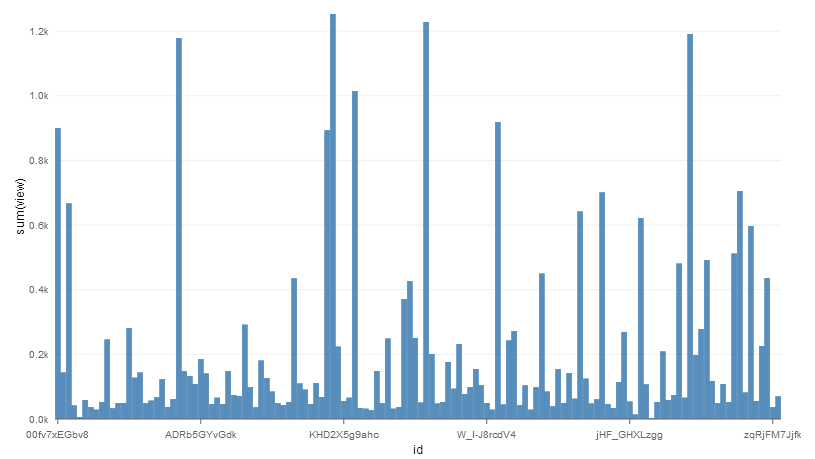 1.2k
1.0k
0.8k
0.6k
0.4k
0.2k
0.0k
sum(view)
00fv7xEGbv8 ADRb5GYvGdk KHD2X5g9ahc W_I-J8rcdV4 jHF_GHXLzgg zqRjFM7Jjfk
id